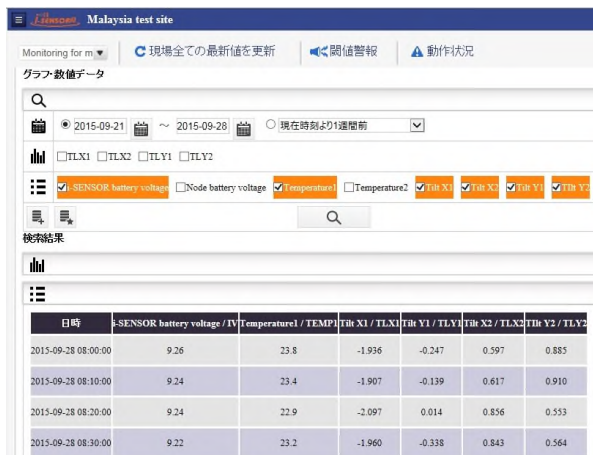 i-SENSOR Malaysia test site
Monitoring for m 現場全ての最新値を更新 閾値警報 動作状況
グラフ・数値データ
2015-09-21 ～ 2015-09-28 現在時刻より1週間前
TLX1 TLX2 TLY1 TLY2
i-SENSOR battery voltage Node battery voltage Temperature1 Temperature2 Tilt X1 Tilt X2 Tilt Y1 TIlt Y2
検索結果
日時 i-SENSOR battery voltage / IV Temperature1 / TEMP1 Tilt X1 / TLX1 Tilt Y1 / TLY1 Tilt X2 / TLX2 TIlt Y2 / TLY2
2015-09-28 08:00:00 9.26 23.8 -1.936 -0.247 0.597 0.885
2015-09-28 08:10:00 9.24 23.4 -1.907 -0.139 0.617 0.910
2015-09-28 08:20:00 9.24 22.9 -2.097 0.014 0.856 0.553
2015-09-28 08:30:00 9.22 23.2 -1.960 -0.338 0.843 0.564